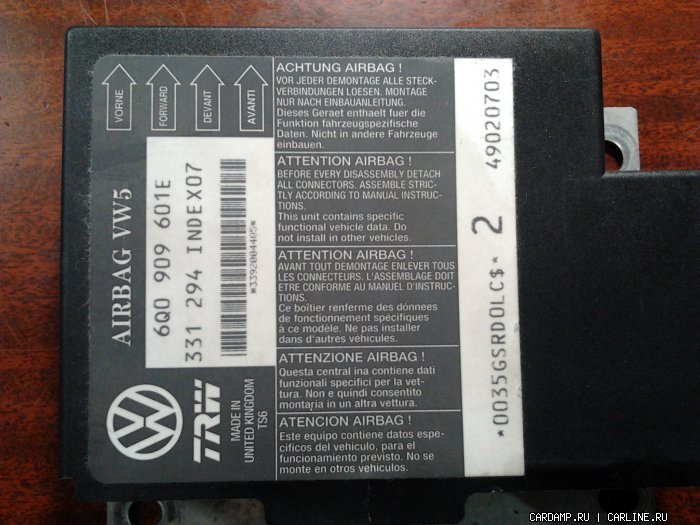 VORNE
FORWARD
DEVANT
AVANTI
AIRBAG VW5
6Q0 909 601E
331 294 INDEX07
*3392004405*
VW
TRW
MADE IN
UNITED KINGDOM
TS6
ACHTUNG AIRBAG !
VOR JEDER DEMONTAGE ALLE STECK-
VERBINDUNGEN LOESEN. MONTAGE
NUR NACH EINBAUANLEITUNG.
Dieses Geraet enthaelt fuer die
Funktion fahrzeugspezifische
Daten. Nicht in andere Fahrzeuge
einbauen.
ATTENTION AIRBAG !
BEFORE EVERY DISASSEMBLY DETACH
ALL CONNECTORS. ASSEMBLE STRIC-
TLY ACCORDING TO MANUAL INSTRUC-
TIONS.
This unit contains specific
functional vehicle data. Do
not install in other vehicles.
ATTENTION AIRBAG !
AVANT TOUT DEMONTAGE ENLEVER TOUS
LES CONNECTEURS. L'ASSEMBLAGE DOIT
ETRE CONFORME AU MANUEL D'INSTRUC-
TIONS.
Ce boîtier renferme des données
de fonctionnement spécifiques
à ce modèle. Ne pas installer
dans d'autres véhicules.
ATTENZIONE AIRBAG !
Questa central ina contiene dati
funzionali specifici per la vet-
tura. Non e quindi consentito
montaria in un altra vettura.
ATENCION AIRBAG !
Este equipo contiene datos espe-
cificos del vehiculo, para el
funcionamiento previsto. No se
monte en otros vehiculos.
*0035GSRDOLC$* 2 49020703
CARDAMP.RU | CARLINE.RU